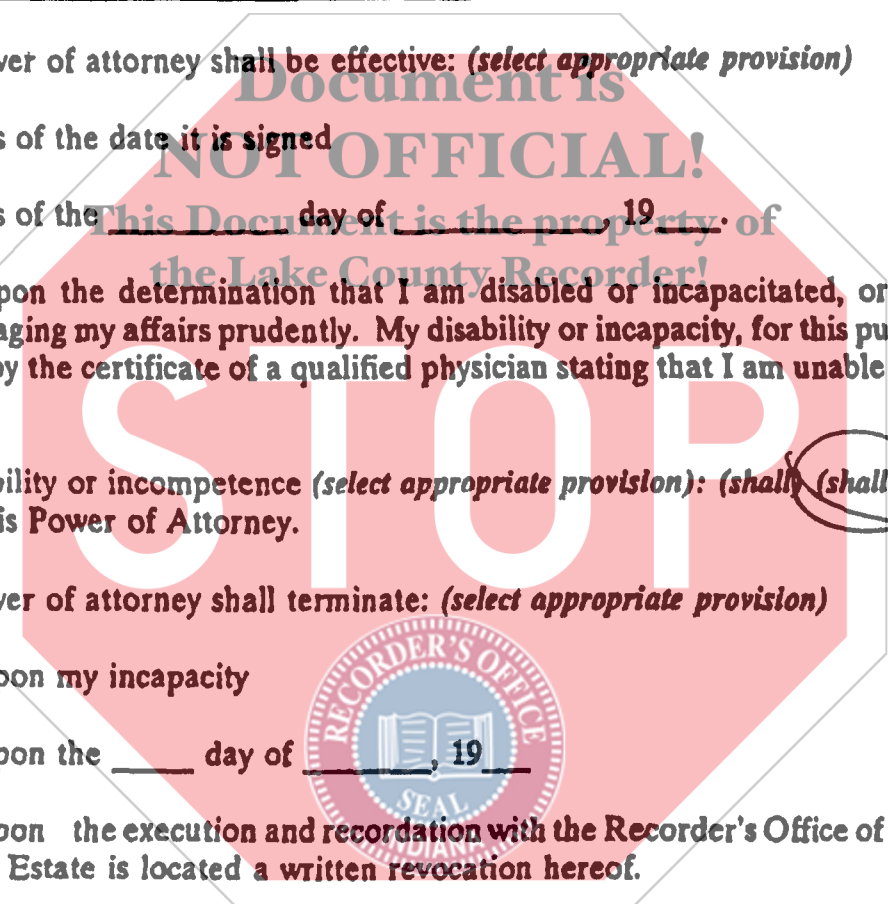 ver of attorney shall be effective: (select appropriate provision)
Document is
s of the date it is signed
NOT OFFICIAL!
s of the ________ day of __________, 19___.
This Document is the property of
the Lake County Recorder!
pon the determination that I am disabled or incapacitated, or
aging my affairs prudently. My disability or incapacity, for this pu
by the certificate of a qualified physician stating that I am unable
STOP
bility or incompetence (select appropriate provision): (shall) (shall
is Power of Attorney.
ver of attorney shall terminate: (select appropriate provision)
pon my incapacity
pon the ____ day of ______, 19__
RECORDER'S OFFICE
SEAL
INDIANA
pon the execution and recordation with the Recorder's Office of
Estate is located a written revocation hereof.